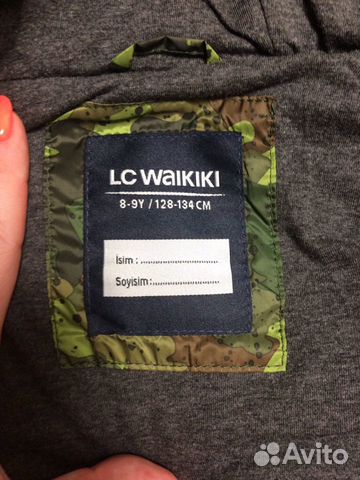 LC WAIKIKI
8-9Y / 128-134 CM
İsim : ........................
Soyisim: ....................
Avito